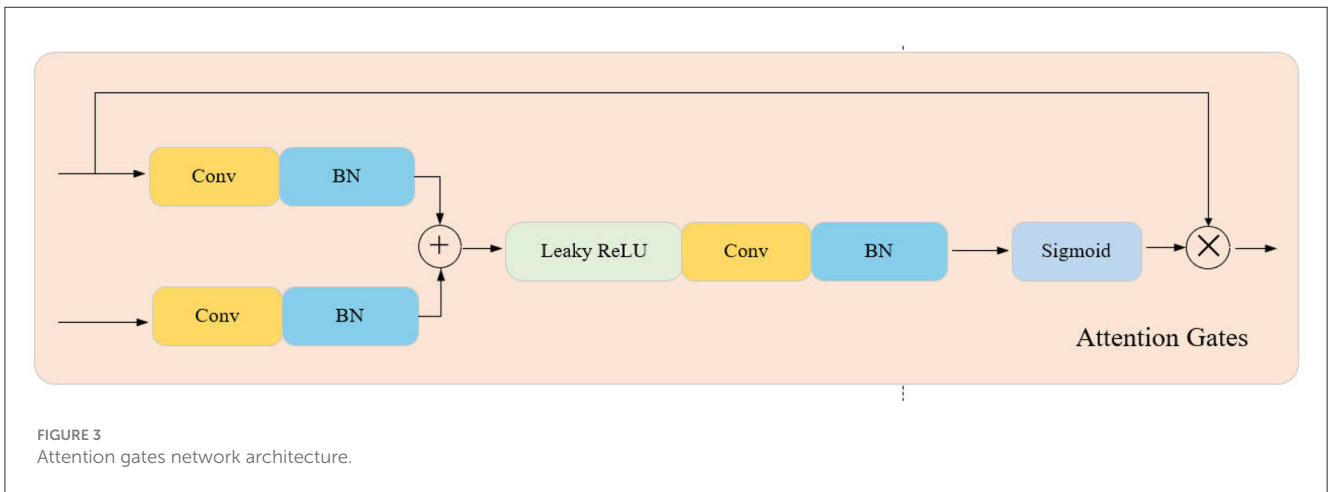 Conv BN
+
Leaky ReLU Conv BN Sigmoid ×
Conv BN
Attention Gates
FIGURE 3
Attention gates network architecture.